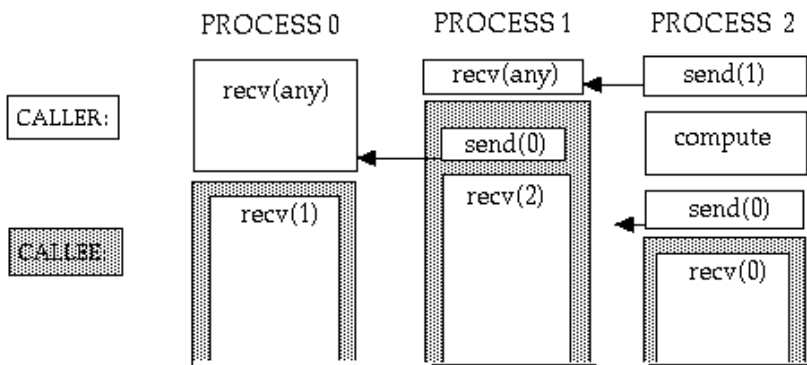 PROCESS 0 PROCESS 1 PROCESS 2
recv(any) send(1)
recv(any)
CALLER:
send(0) compute
recv(1) recv(2) send(0)
CALLEE:
recv(0)